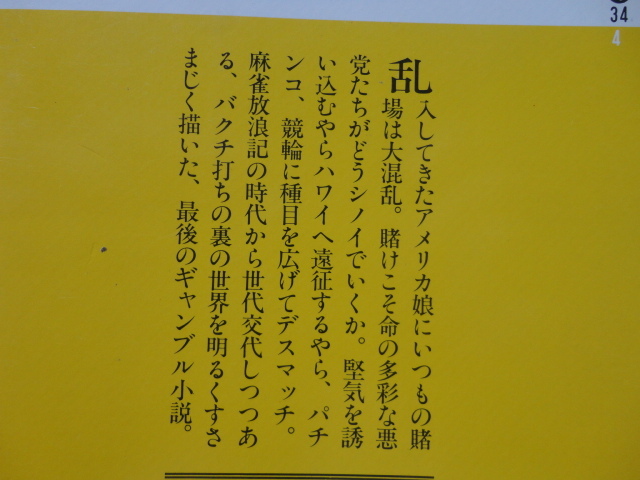 乱入してきたアメリカ娘にいつもの賭
場は大混乱。賭けこそ命の多彩な悪
党たちがどうシノイでいくか。堅気を誘
い込むやらハワイへ遠征するやら、パチ
ンコ、競輪に種目を広げてデスマッチ。
麻雀放浪記の時代から世代交代しつつあ
る、バクチ打ちの裏の世界を明るくすさ
まじく描いた、最後のギャンブル小説。
34
4